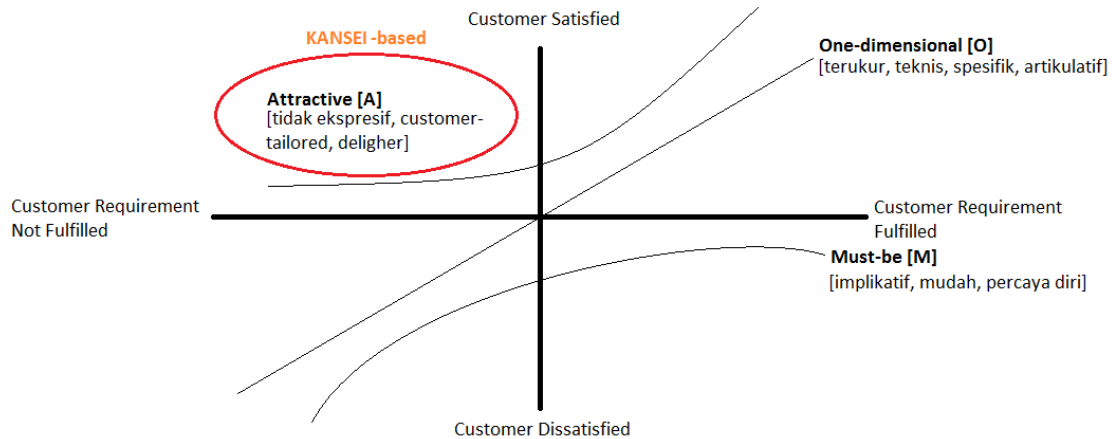 Customer Satisfied
KANSEI -based
One-dimensional [O]
[terukur, teknis, spesifik, artikulatif]
Attractive [A]
[tidak ekspresif, customer-
tailored, deligher]
Customer Requirement
Not Fulfilled
Customer Requirement
Fulfilled
Must-be [M]
[implikatif, mudah, percaya diri]
Customer Dissatisfied